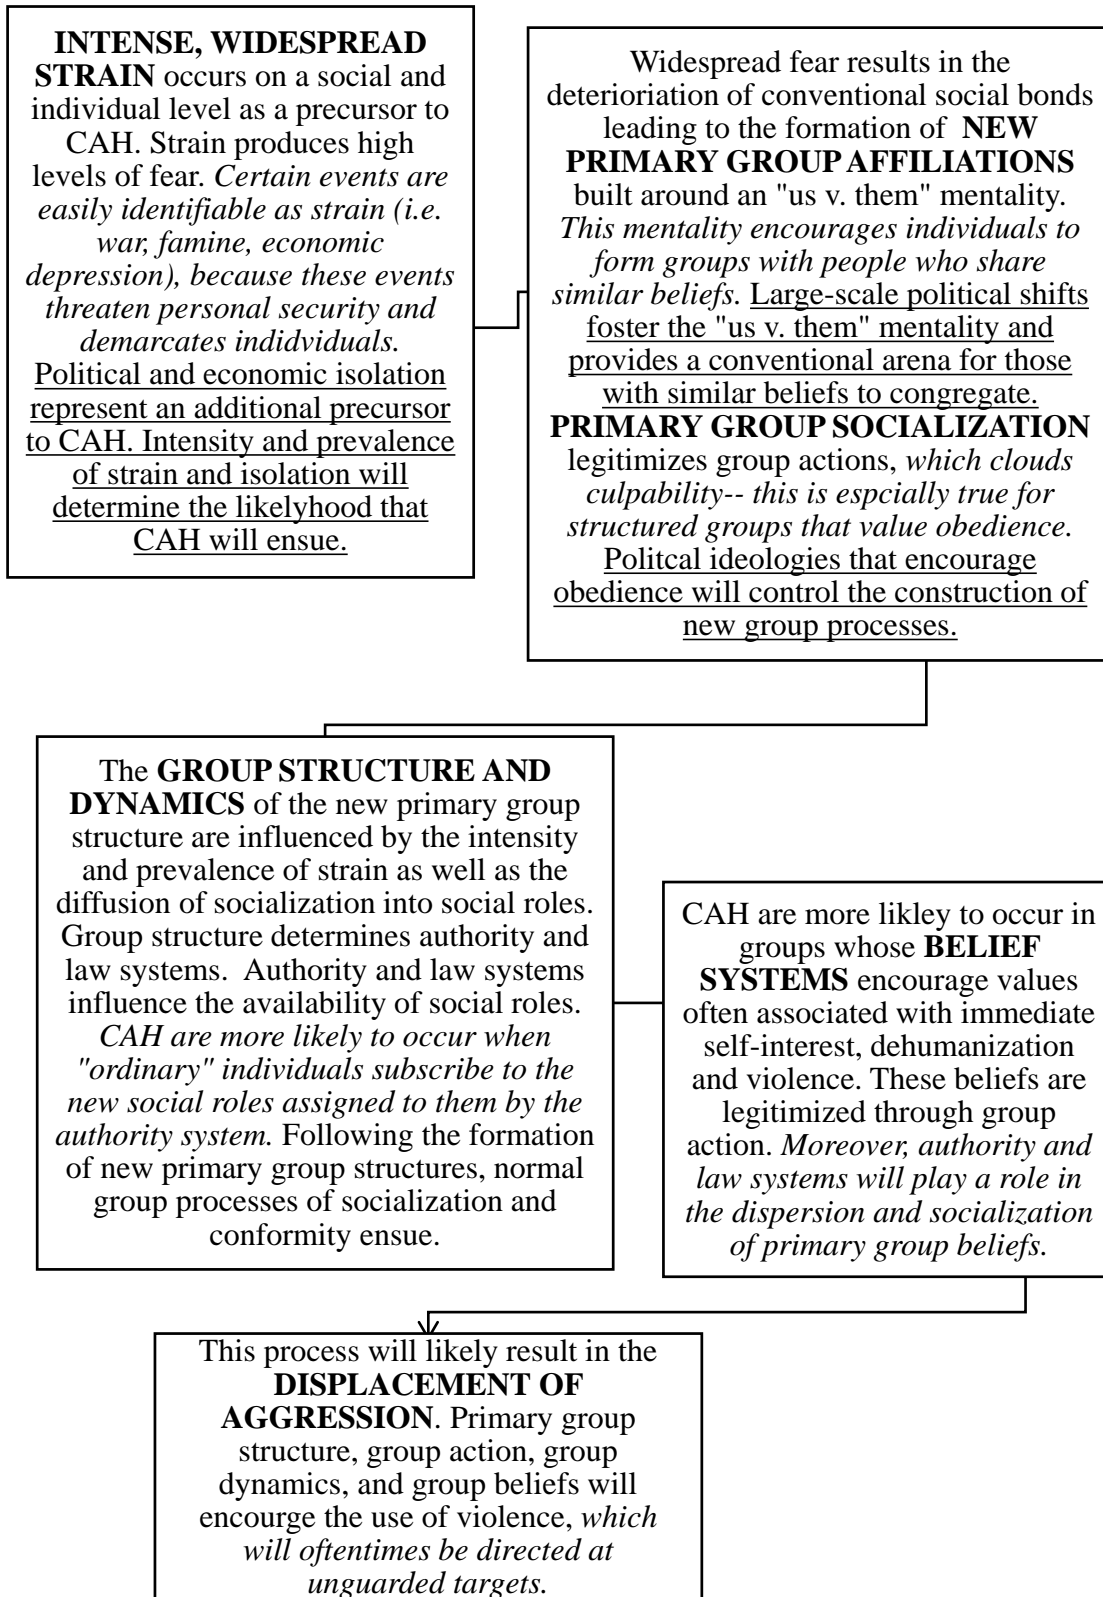 INTENSE, WIDESPREAD
STRAIN occurs on a social and
individual level as a precursor to
CAH. Strain produces high
levels of fear. Certain events are
easily identifiable as strain (i.e.
war, famine, economic
depression), because these events
threaten personal security and
demarcates indidviduals.
Political and economic isolation
represent an additional precursor
to CAH. Intensity and prevalence
of strain and isolation will
determine the likelyhood that
CAH will ensue.
Widespread fear results in the
deterioration of conventional social bonds
leading to the formation of NEW
PRIMARY GROUP AFFILIATIONS
built around an "us v. them" mentality.
This mentality encourages individuals to
form groups with people who share
similar beliefs. Large-scale political shifts
foster the "us v. them" mentality and
provides a conventional arena for those
with similar beliefs to congregate.
PRIMARY GROUP SOCIALIZATION
legitimizes group actions, which clouds
culpability-- this is espcially true for
structured groups that value obedience.
Politcal ideologies that encourage
obedience will control the construction of
new group processes.
The GROUP STRUCTURE AND
DYNAMICS of the new primary group
structure are influenced by the intensity
and prevalence of strain as well as the
diffusion of socialization into social roles.
Group structure determines authority and
law systems. Authority and law systems
influence the availability of social roles.
CAH are more likely to occur when
"ordinary" individuals subscribe to the
new social roles assigned to them by the
authority system. Following the formation
of new primary group structures, normal
group processes of socialization and
conformity ensue.
CAH are more likley to occur in
groups whose BELIEF
SYSTEMS encourage values
often associated with immediate
self-interest, dehumanization
and violence. These beliefs are
legitimized through group
action. Moreover, authority and
law systems will play a role in
the dispersion and socialization
of primary group beliefs.
This process will likely result in the
DISPLACEMENT OF
AGGRESSION. Primary group
structure, group action, group
dynamics, and group beliefs will
encourge the use of violence, which
will oftentimes be directed at
unguarded targets.